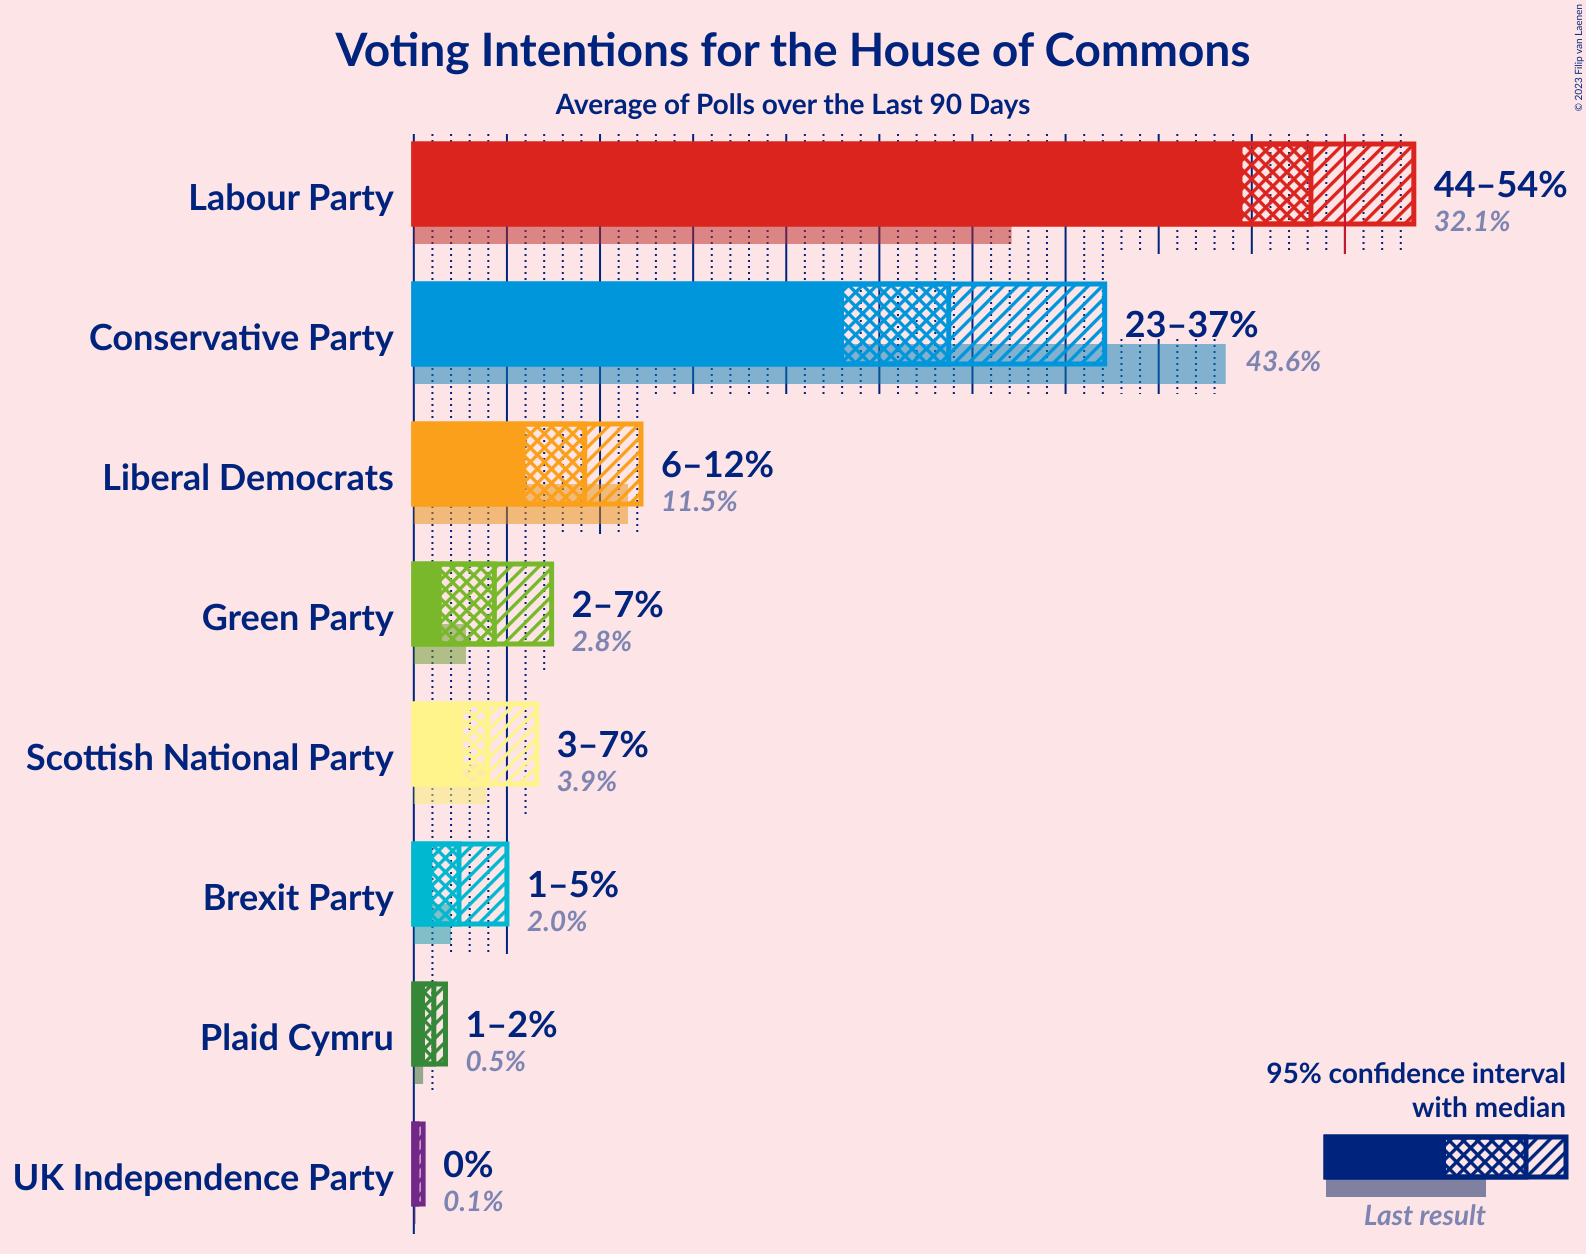 Voting Intentions for the House of Commons
Average of Polls over the Last 90 Days
© 2023 Filip van Laenen
Labour Party
44–54%
32.1%
Conservative Party
23–37%
43.6%
Liberal Democrats
6–12%
11.5%
Green Party
2–7%
2.8%
Scottish National Party
3–7%
3.9%
Brexit Party
1–5%
2.0%
Plaid Cymru
1–2%
0.5%
UK Independence Party
0%
0.1%
95% confidence interval
with median
Last result